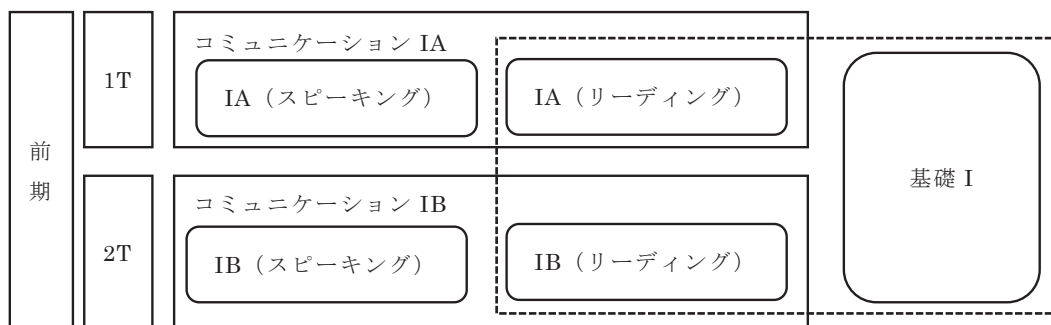 前期
1T
コミュニケーション IA
IA（スピーキング）
IA（リーディング）
基礎 I
2T
コミュニケーション IB
IB（スピーキング）
IB（リーディング）